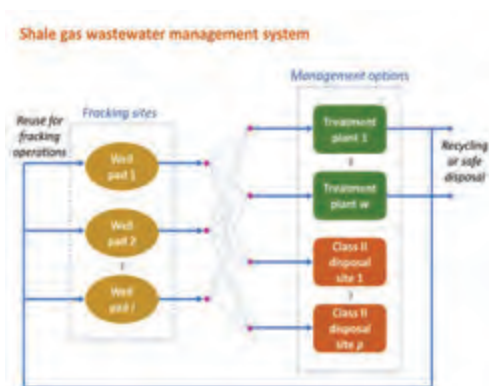 Shale gas wastewater management system
Management options
Fracking sites
Reuse for
fracking
operations
Well
pad 1
Well
pad 2
Well
pad i
Treatment
plant 1
Treatment
plant w
Class II
disposal
site 1
Class II
disposal
site p
Recycling
or safe
disposal